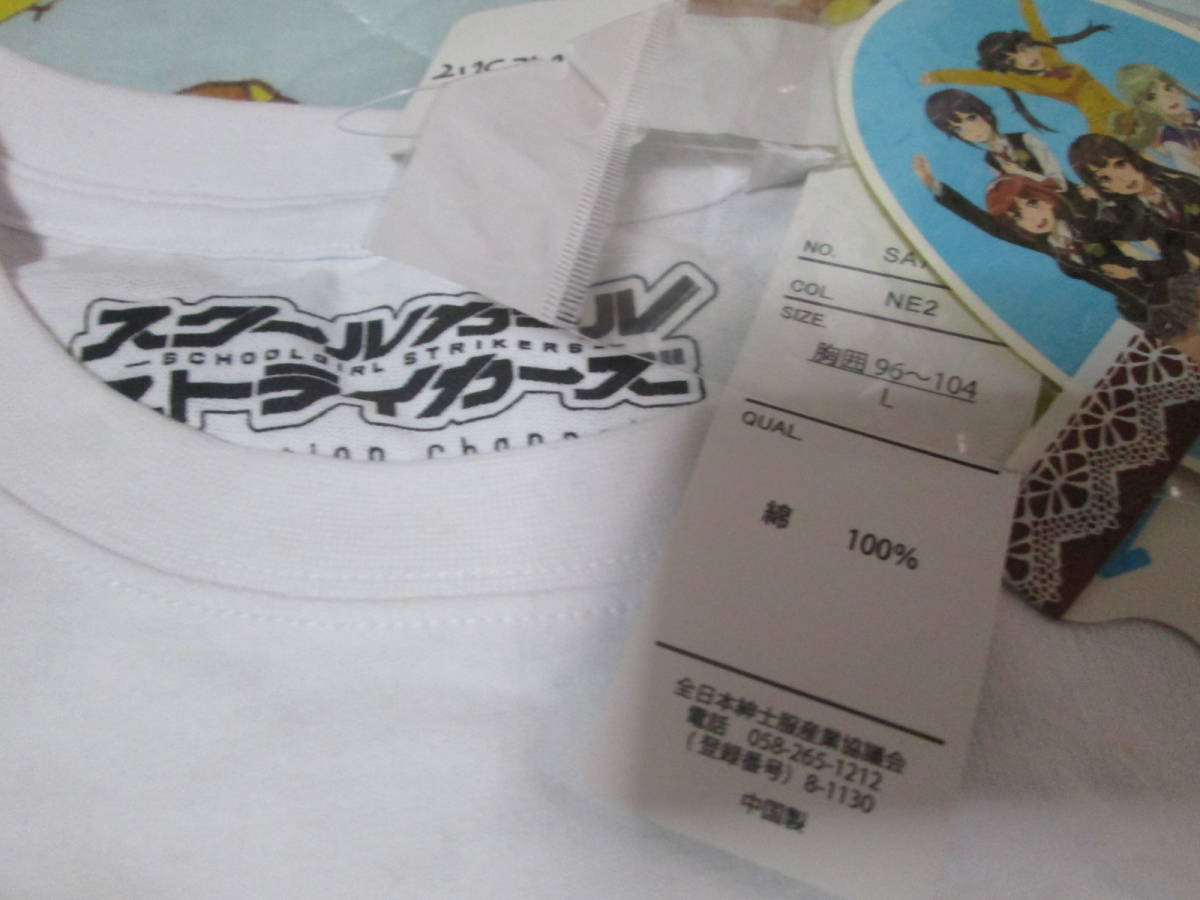 スクールガールストライカーズ
SCHOOLGIRL STRIKERS
channel
NO.
COL. NE2
SIZE
胸囲 96〜104
L
QUAL.
綿 100%
全日本紳士服産業協議会
電話 058-265-1212
(登録番号) 8-1130
中国製